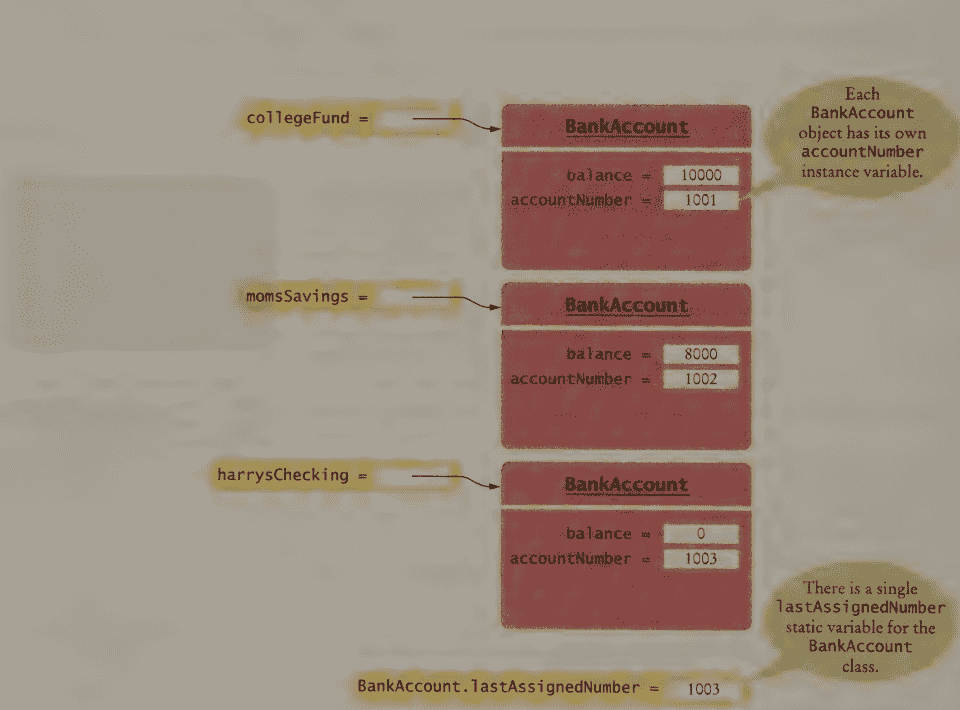 collegeFund =
BankAccount
balance = 10000
accountNumber = 1001
Each
BankAccount
object has its own
accountNumber
instance variable.
momsSavings =
BankAccount
balance = 8000
accountNumber = 1002
harrysChecking =
BankAccount
balance = 0
accountNumber = 1003
There is a single
lastAssignedNumber
static variable for the
BankAccount
class.
BankAccount.lastAssignedNumber = 1003